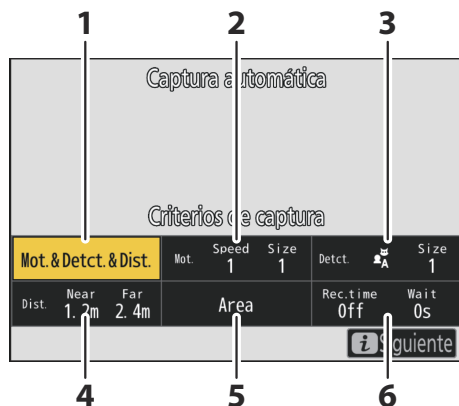 1 2 3
Captura automática
Criterios de captura
Mot. & Detct. & Dist. Mot. Speed 1 Size 1 Detct. A Size 1
Dist. Near 1. 2m Far 2. 4m Area Rec.time Off Wait 0s
i Siguiente
4 5 6